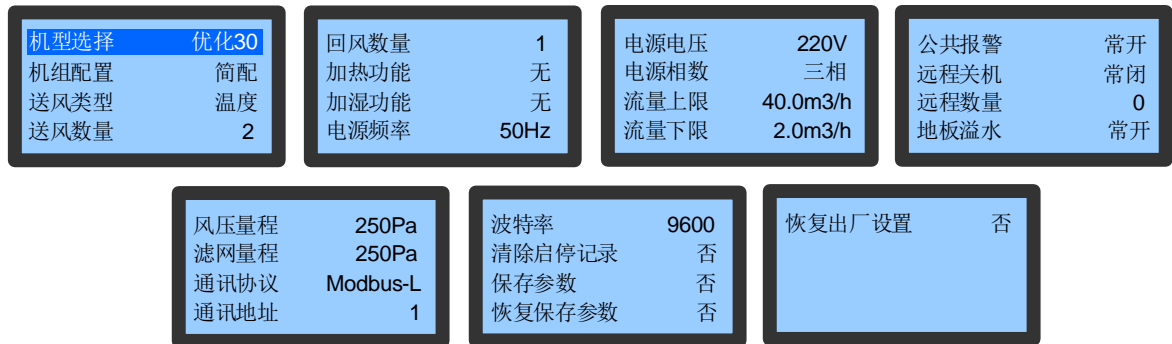 机型选择 优化30
机组配置 简配
送风类型 温度
送风数量 2
回风数量 1
加热功能 无
加湿功能 无
电源频率 50Hz
电源电压 220V
电源相数 三相
流量上限 40.0m3/h
流量下限 2.0m3/h
公共报警 常开
远程关机 常闭
远程数量 0
地板溢水 常开
风压量程 250Pa
滤网量程 250Pa
通讯协议 Modbus-L
通讯地址 1
波特率 9600
清除启停记录 否
保存参数 否
恢复保存参数 否
恢复出厂设置 否